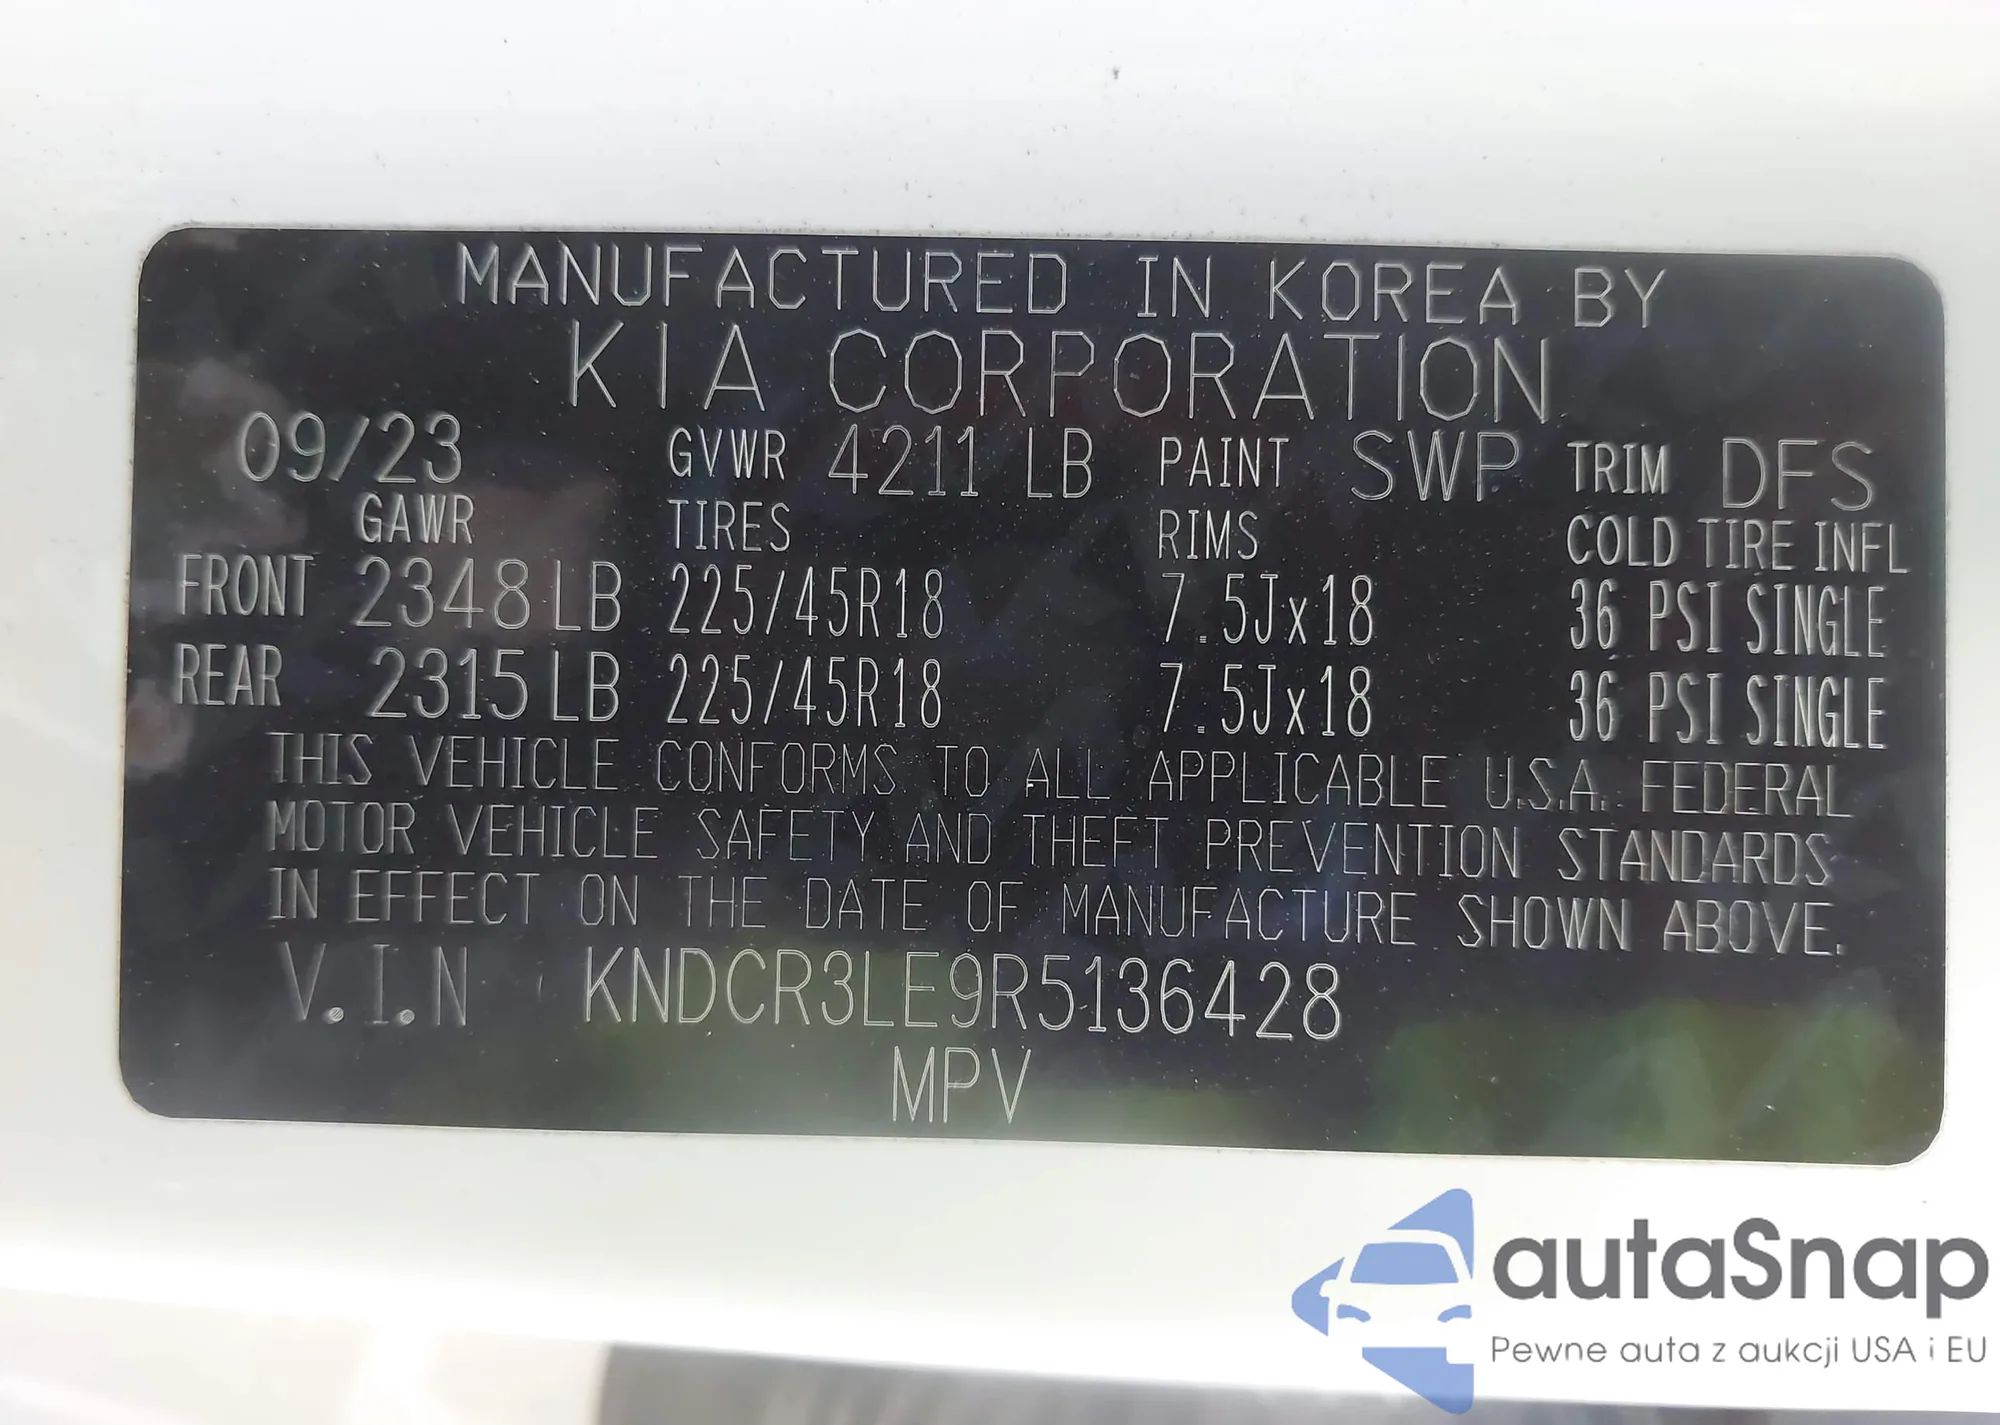 MANUFACTURED IN KOREA BY
KIA CORPORATION
09/23 GVWR 4211 LB PAINT SWP TRIM DFS
GAWR TIRES RIMS COLD TIRE INFL
FRONT 2348 LB 225/45R18 7.5Jx18 36 PSI SINGLE
REAR 2315 LB 225/45R18 7.5Jx18 36 PSI SINGLE
THIS VEHICLE CONFORMS TO ALL APPLICABLE U.S.A. FEDERAL
MOTOR VEHICLE SAFETY AND THEFT PREVENTION STANDARDS
IN EFFECT ON THE DATE OF MANUFACTURE SHOWN ABOVE.
V.I.N KNDCR3LE9R5136428
MPV
autaSnap
Pewne auta z aukcji USA i EU